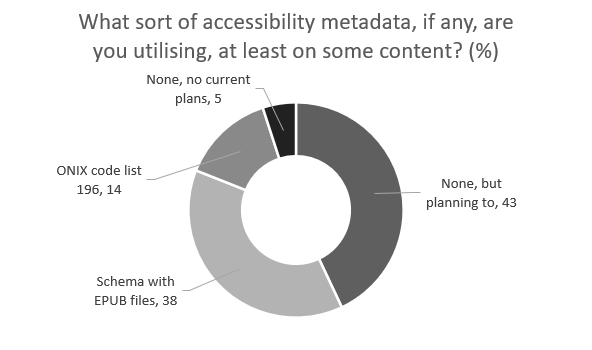 What sort of accessibility metadata, if any, are
you utilising, at least on some content? (%)
None, no current
plans, 5
ONIX code list
196, 14
None, but
planning to, 43
Schema with
EPUB files, 38